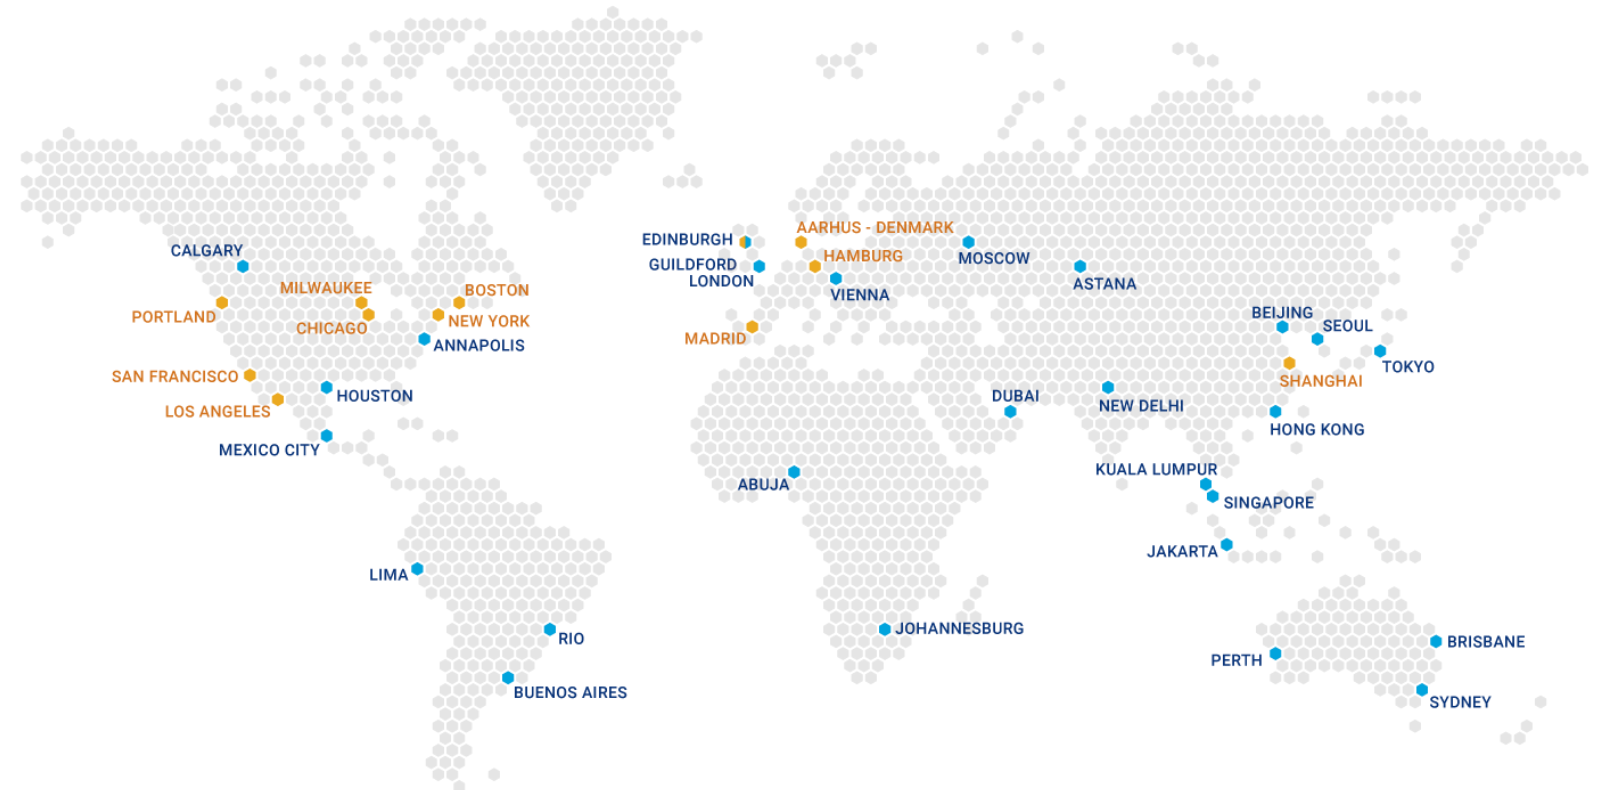 AARHUS - DENMARK
EDINBURGH
CALGARY
HAMBURG
MOSCOW
GUILDFORD
LONDON
ASTANA
MILWAUKEE
BOSTON
VIENNA
PORTLAND
CHICAGO
NEW YORK
BEIJING
SEOUL
MADRID
ANNAPOLIS
TOKYO
SAN FRANCISCO
SHANGHAI
HOUSTON
DUBAI
NEW DELHI
LOS ANGELES
HONG KONG
MEXICO CITY
KUALA LUMPUR
ABUJA
SINGAPORE
JAKARTA
LIMA
JOHANNESBURG
RIO
BRISBANE
PERTH
BUENOS AIRES
SYDNEY